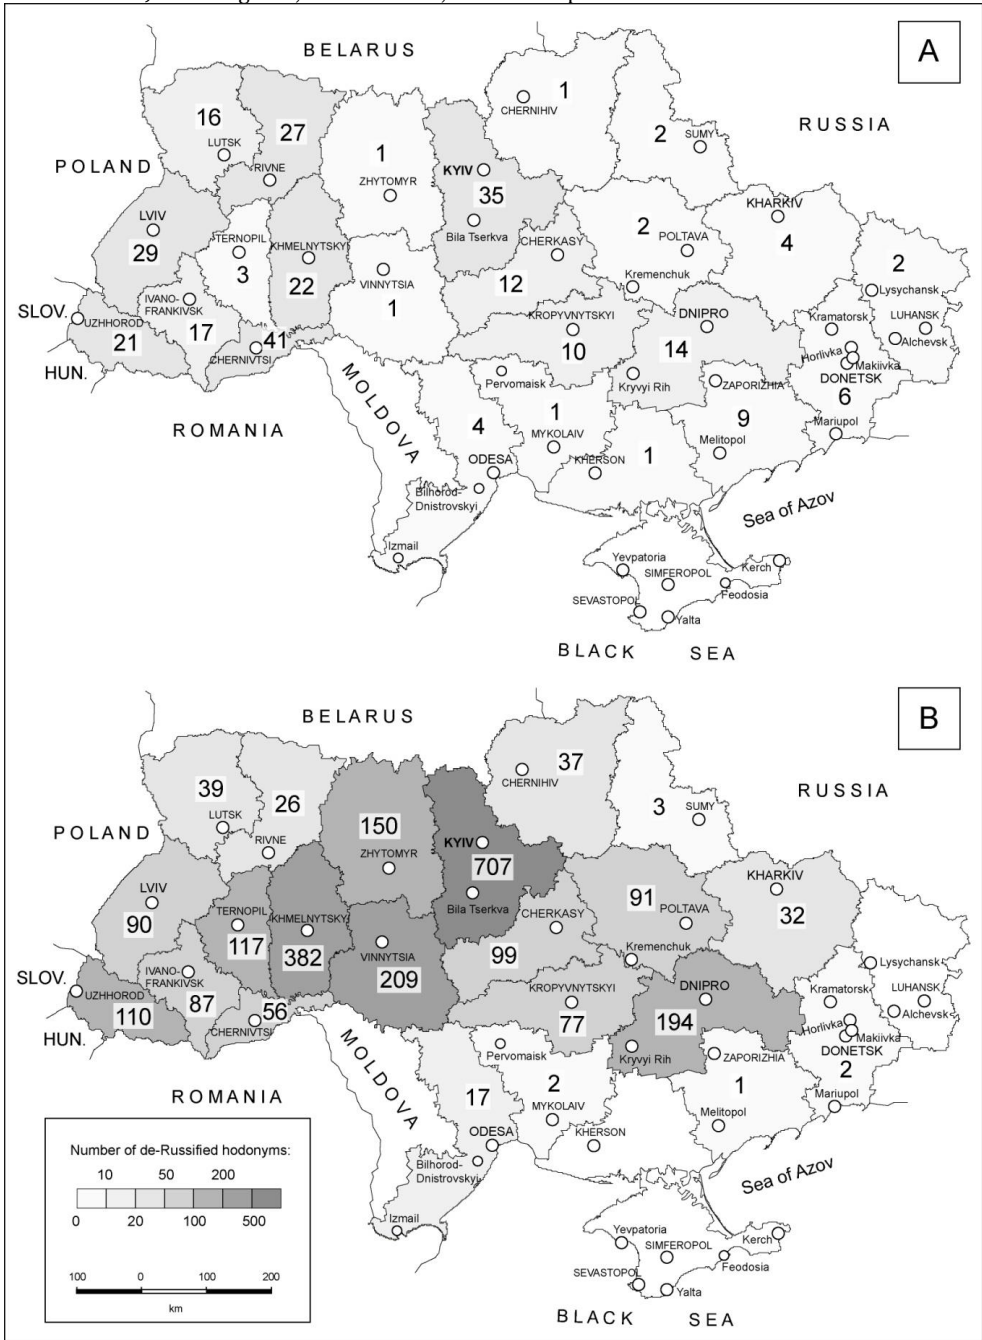 BELARUS
A
CHERNIHIV
1
16
27
2
SUMY
RUSSIA
LUTSK
1
POLAND
RIVNE
KYIV
ZHYTOMYR
35
LVIV
KHARKIV
Bila Tserkva
2
TERNOPIL
KHMELNYTSKYI
CHERKASY
POLTAVA
4
29
3
22
VINNYTSIA
12
Kremenchuk
2
Lysychansk
IVANO-
FRANKIVSK
SLOV.
UZHHOROD
21
17
41
CHERNIVTSI
1
KROPYVNYTSKYI
10
DNIPRO
14
Kramatorsk
LUHANSK
Alchevsk
Horlivka
Makiivka
DONETSK
HUN.
Pervomaisk
Kryvyi Rih
ZAPORIZHIA
6
MOLDOVA
ROMANIA
4
1
MYKOLAIV
9
Mariupol
ODESA
KHERSON
1
Melitopol
Bilhorod-
Dnistrovskyi
Sea of Azov
Izmail
Yevpatoria
SIMFEROPOL
Kerch
Feodosia
SEVASTOPOL
Yalta
BLACK SEA
BELARUS
B
37
CHERNIHIV
39
26
3
SUMY
RUSSIA
LUTSK
150
POLAND
RIVNE
KYIV
ZHYTOMYR
707
LVIV
KHARKIV
Bila Tserkva
91
TERNOPIL
KHMELNYTSKY
CHERKASY
POLTAVA
32
90
117
382
VINNYTSIA
99
Kremenchuk
Lysychansk
IVANO-
FRANKIVSK
209
SLOV.
UZHHOROD
110
87
56
CHERNIVTSI
KROPYVNYTSKYI
77
DNIPRO
194
Kramatorsk
LUHANSK
Alchevsk
Horlivka
Makiivka
DONETSK
HUN.
Pervomaisk
Kryvyi Rih
ZAPORIZHIA
2
MOLDOVA
ROMANIA
17
2
MYKOLAIV
1
Mariupol
ODESA
KHERSON
Melitopol
Bilhorod-
Dnistrovskyi
Sea of Azov
Izmail
Yevpatoria
SIMFEROPOL
Kerch
Feodosia
SEVASTOPOL
Yalta
BLACK SEA
Number of de-Russified hodonyms:
10 50 200
0 20 100 500
100 0 100 200
km